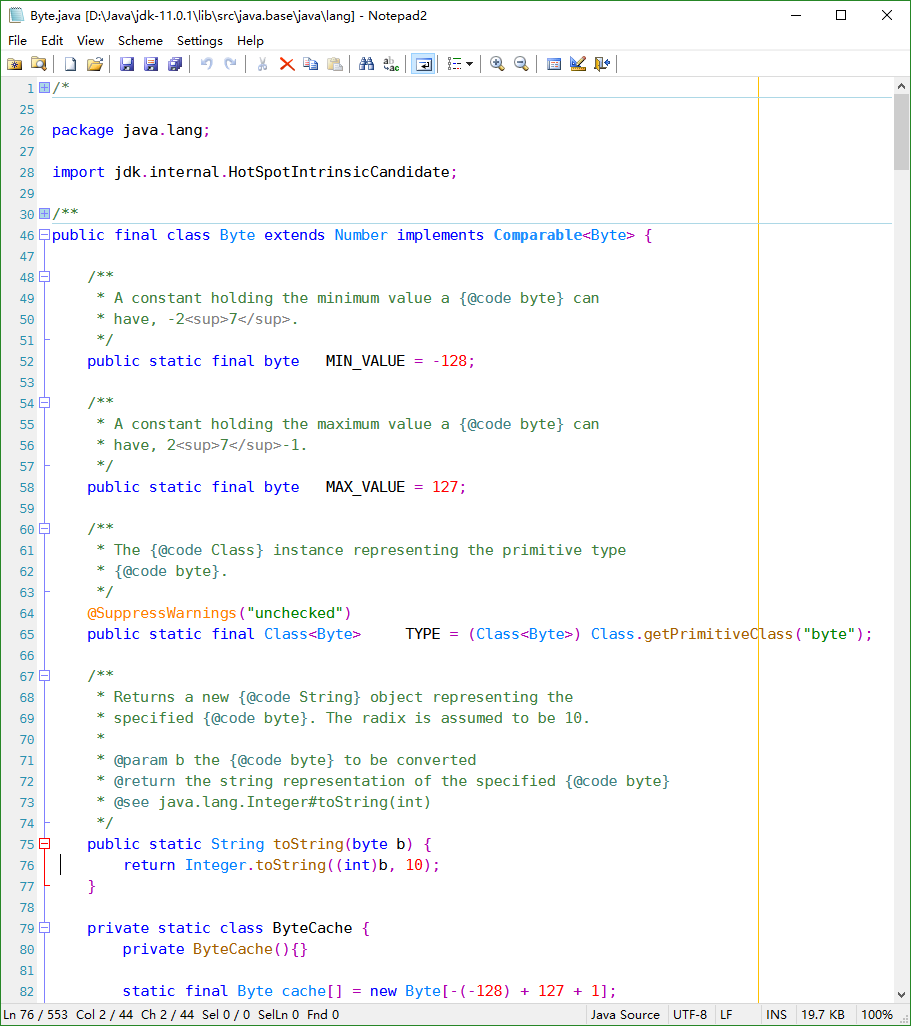 Byte.java [D:\Java\jdk-11.0.1\lib\src\java.base\java\lang] - Notepad2
File Edit View Scheme Settings Help
1 /*
25
26 package java.lang;
27
28 import jdk.internal.HotSpotIntrinsicCandidate;
29
30 /**
46 public final class Byte extends Number implements Comparable<Byte> {
47
48     /**
49      * A constant holding the minimum value a {@code byte} can
50      * have, -2<sup>7</sup>.
51      */
52     public static final byte   MIN_VALUE = -128;
53
54     /**
55      * A constant holding the maximum value a {@code byte} can
56      * have, 2<sup>7</sup>-1.
57      */
58     public static final byte   MAX_VALUE = 127;
59
60     /**
61      * The {@code Class} instance representing the primitive type
62      * {@code byte}.
63      */
64     @SuppressWarnings("unchecked")
65     public static final Class<Byte>     TYPE = (Class<Byte>) Class.getPrimitiveClass("byte");
66
67     /**
68      * Returns a new {@code String} object representing the
69      * specified {@code byte}. The radix is assumed to be 10.
70      *
71      * @param b the {@code byte} to be converted
72      * @return the string representation of the specified {@code byte}
73      * @see java.lang.Integer#toString(int)
74      */
75     public static String toString(byte b) {
76         return Integer.toString((int)b, 10);
77     }
78
79     private static class ByteCache {
80         private ByteCache(){}
81
82         static final Byte cache[] = new Byte[-(-128) + 127 + 1];
Ln 76 / 553 Col 2 / 44 Ch 2 / 44 Sel 0 / 0 SelLn 0 Fnd 0 Java Source UTF-8 LF INS 19.7 KB 100%